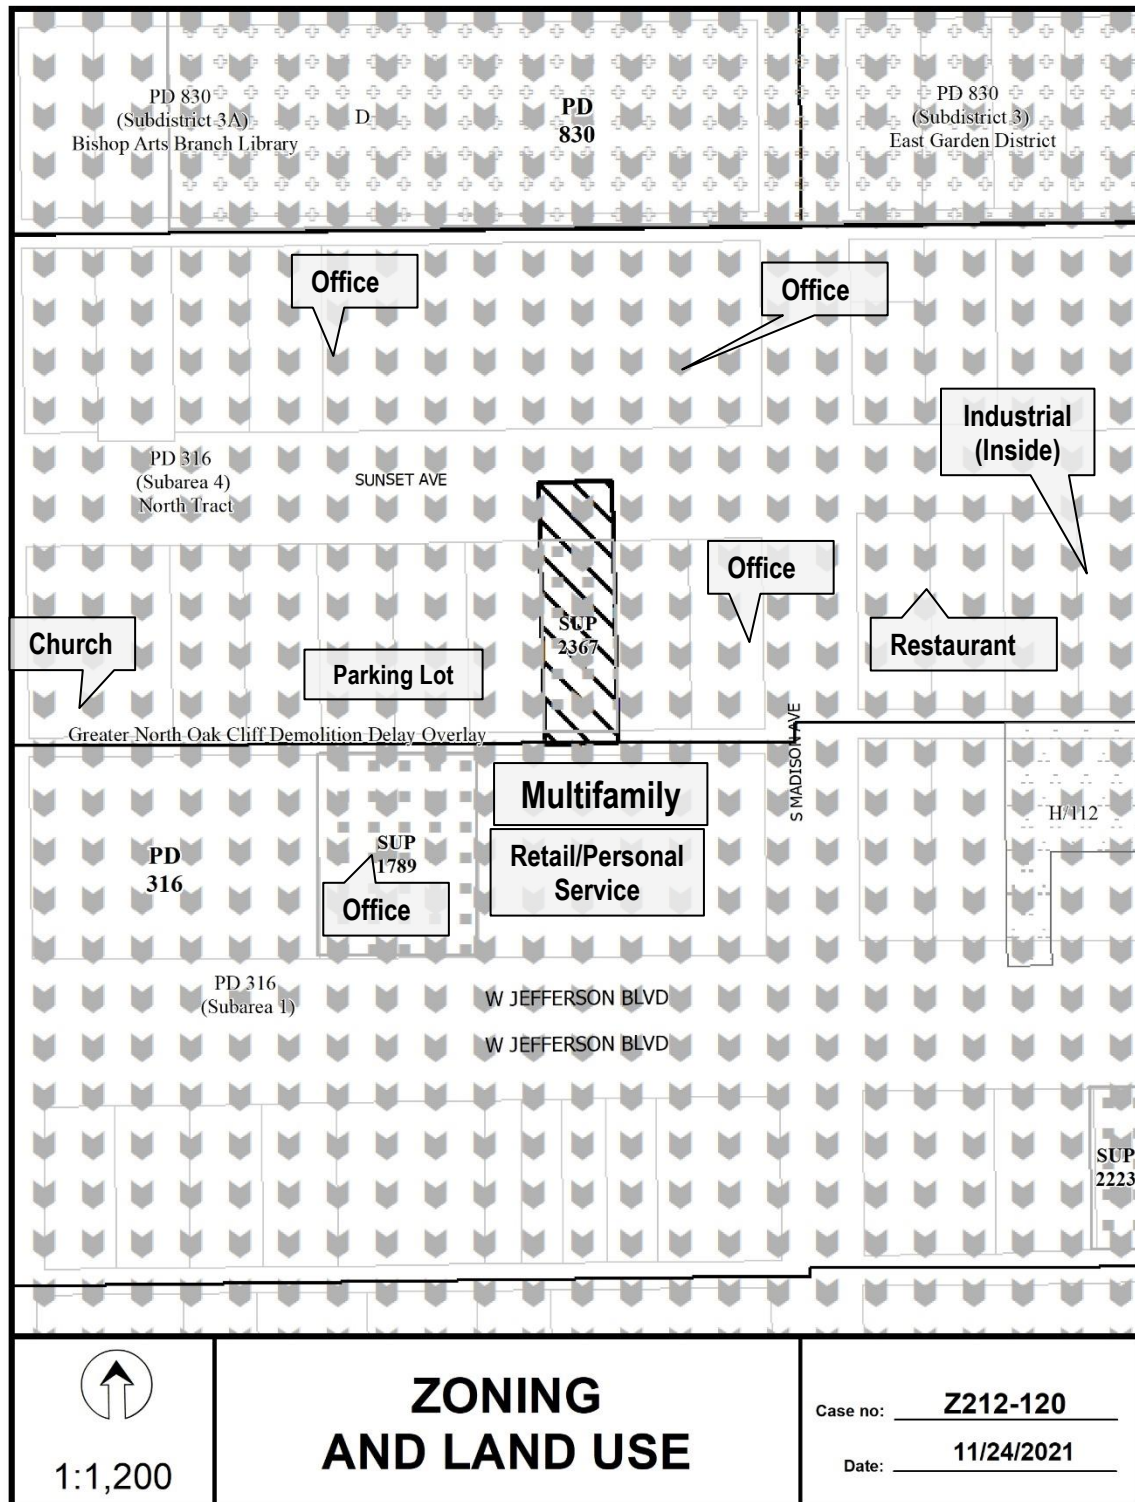 PD 830
(Subdistrict 3A)
Bishop Arts Branch Library
D
PD
830
PD 830
(Subdistrict 3)
East Garden District
Office
Office
Industrial
(Inside)
PD 316
(Subarea 4)
North Tract
SUNSET AVE
Office
SUP
2367
Church
Parking Lot
Restaurant
Greater North Oak Cliff Demolition Delay Overlay
S MADISON AVE
Multifamily
H/112
PD
316
SUP
1789
Retail/Personal
Service
Office
PD 316
(Subarea 1)
W JEFFERSON BLVD
W JEFFERSON BLVD
SUP
2223
1:1,200
ZONING
AND LAND USE
Case no: Z212-120
Date: 11/24/2021